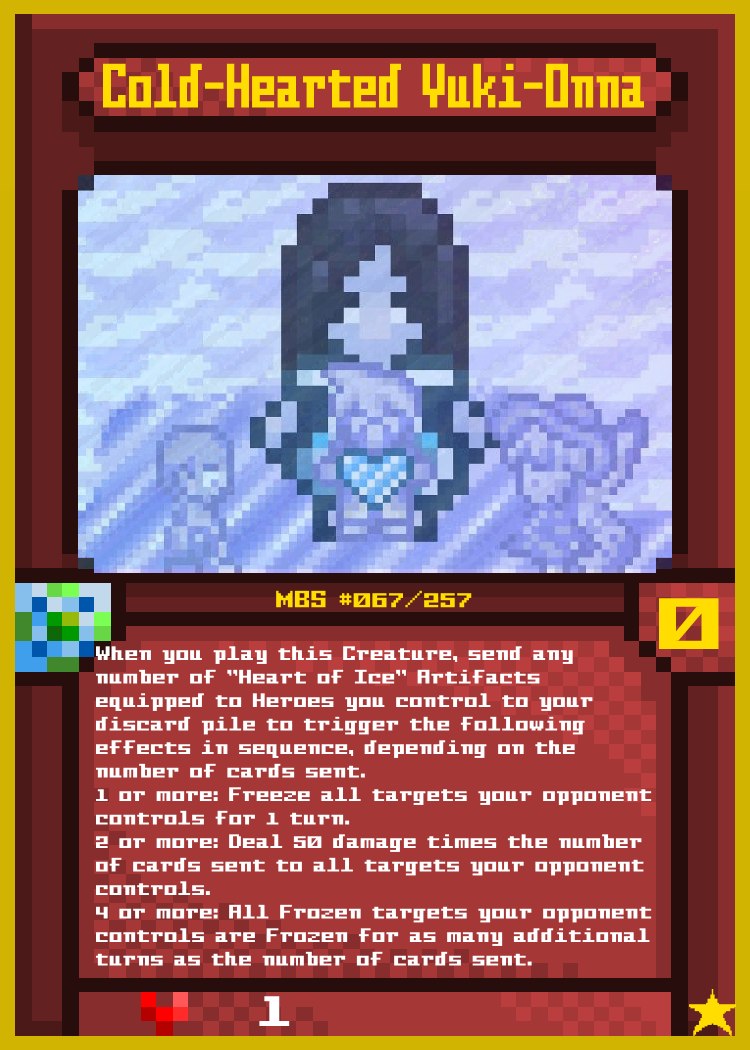 Cold-Hearted Yuki-Onna
MBS #067/257
0
When you play this Creature, send any
number of "Heart of Ice" Artifacts
equipped to Heroes you control to your
discard pile to trigger the following
effects in sequence, depending on the
number of cards sent.
1 or more: Freeze all targets your opponent
controls for 1 turn.
2 or more: Deal 50 damage times the number
of cards sent to all targets your opponent
controls.
4 or more: All Frozen targets your opponent
controls are Frozen for as many additional
turns as the number of cards sent.
1